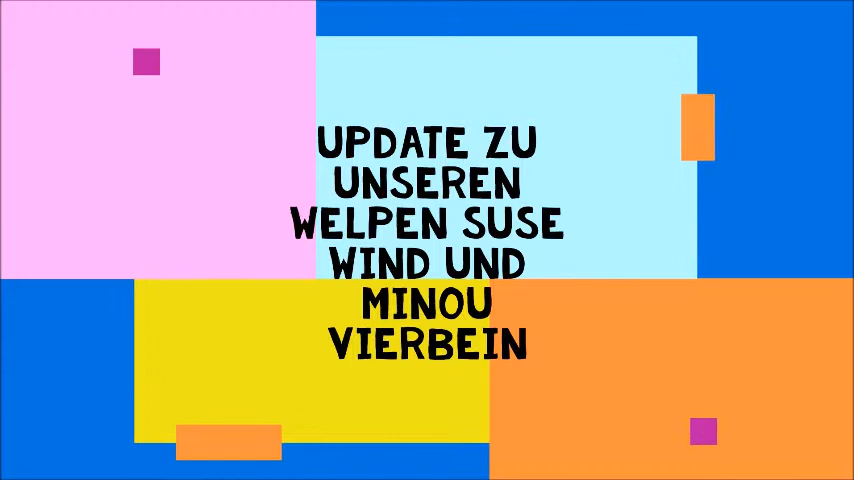 UPDATE ZU
UNSEREN
WELPEN SUSE
WIND UND
MINOU
VIERBEIN